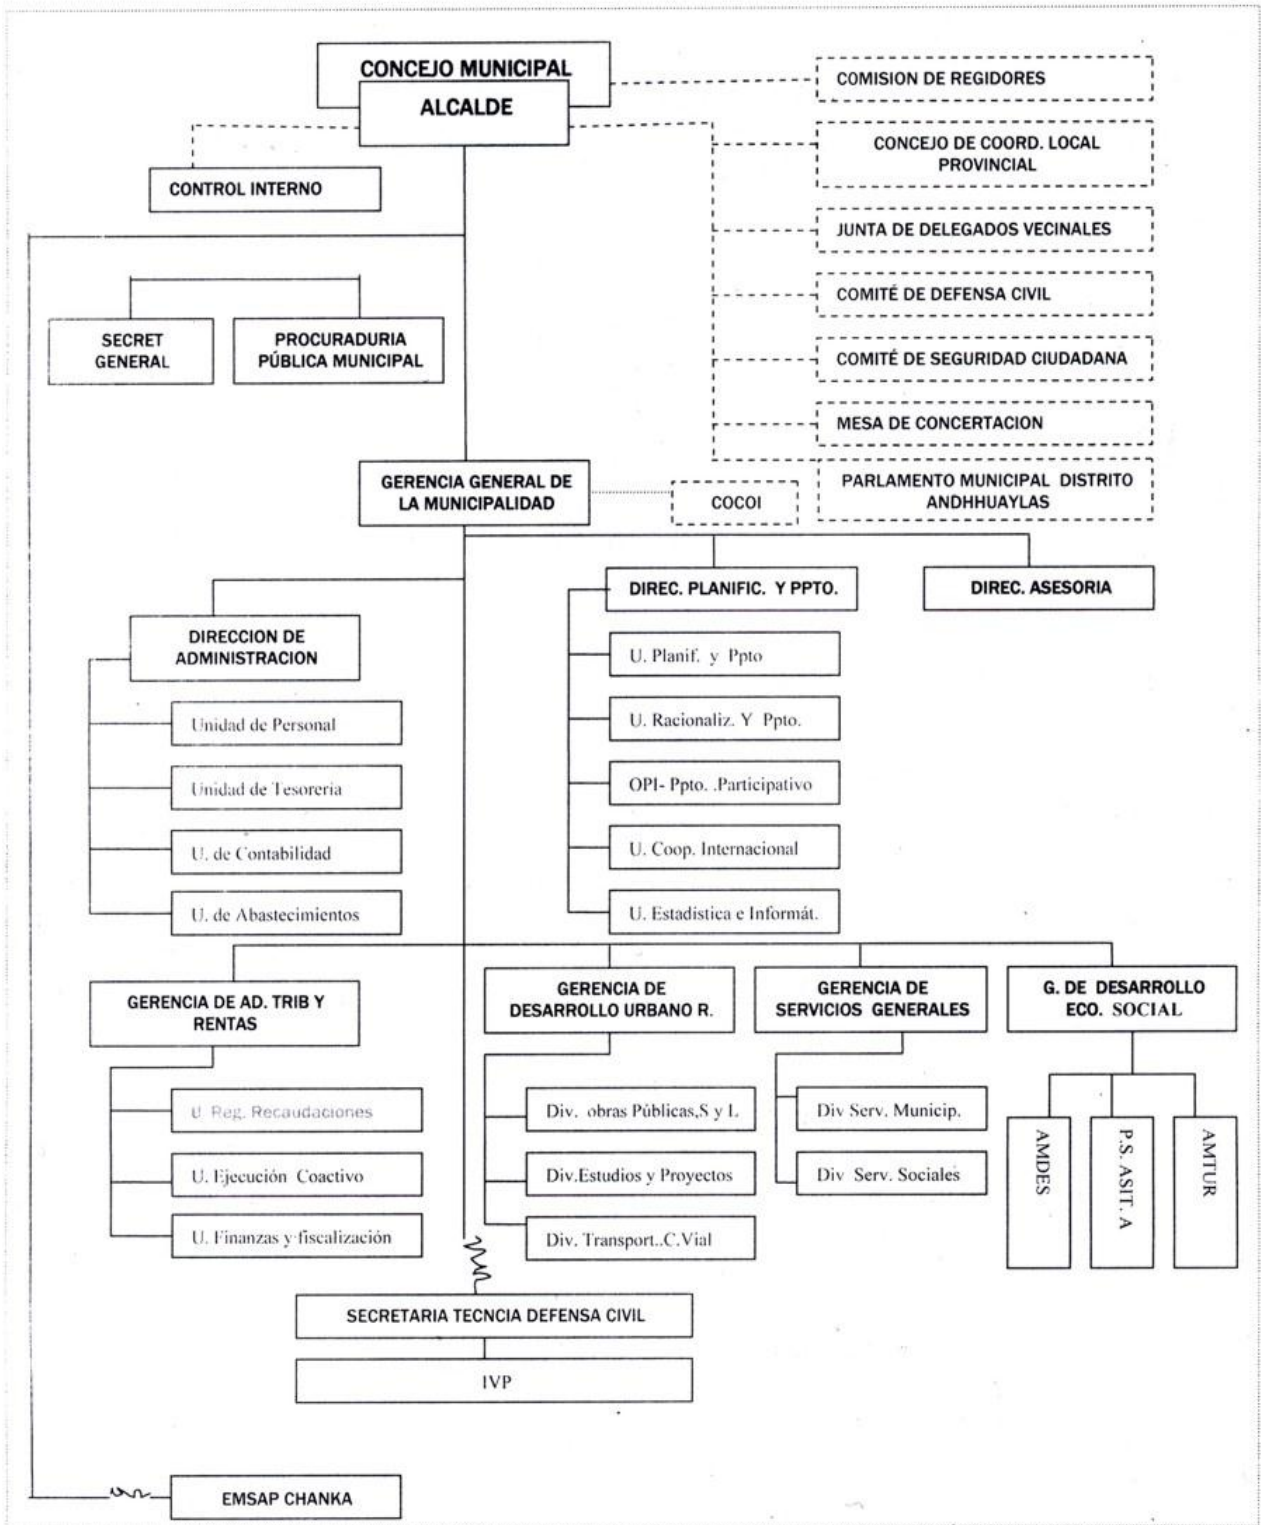 CONCEJO MUNICIPAL
ALCALDE
COMISION DE REGIDORES
CONCEJO DE COORD. LOCAL
PROVINCIAL
CONTROL INTERNO
JUNTA DE DELEGADOS VECINALES
COMITÉ DE DEFENSA CIVIL
SECRET
GENERAL
PROCURADURIA
PÚBLICA MUNICIPAL
COMITÉ DE SEGURIDAD CIUDADANA
MESA DE CONCERTACION
GERENCIA GENERAL DE
LA MUNICIPALIDAD
COCOI
PARLAMENTO MUNICIPAL DISTRITO
ANDHHUAYLAS
DIREC. PLANIFIC. Y PPTO.
DIREC. ASESORIA
DIRECCION DE
ADMINISTRACION
Unidad de Personal
Unidad de Tesoreria
U. de Contabilidad
U. de Abastecimientos
U. Planif. y Ppto
U. Racionaliz. Y Ppto.
OPI- Ppto. .Participativo
U. Coop. Internacional
U. Estadistica e Informát.
GERENCIA DE AD. TRIB Y
RENTAS
GERENCIA DE
DESARROLLO URBANO R.
GERENCIA DE
SERVICIOS GENERALES
G. DE DESARROLLO
ECO. SOCIAL
U. Reg. Recaudaciones
U. Ejecución Coactivo
U. Finanzas y fiscalización
Div. obras Públicas,S y L
Div.Estudios y Proyectos
Div. Transport..C.Vial
Div Serv. Municip.
Div Serv. Sociales
AMDES
P.S. ASIT. A
AMTUR
SECRETARIA TECNCIA DEFENSA CIVIL
IVP
EMSAP CHANKA